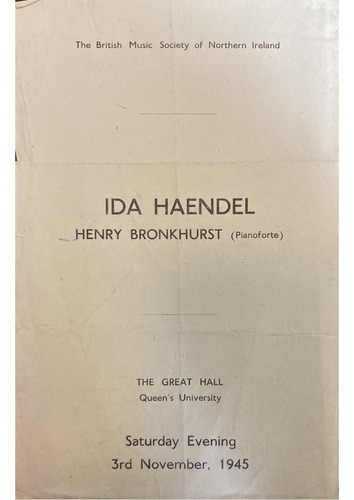 The British Music Society of Northern Ireland
IDA HAENDEL
HENRY BRONKHURST (Pianoforte)
THE GREAT HALL
Queen's University
Saturday Evening
3rd November, 1945